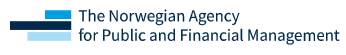 The Norwegian Agency
for Public and Financial Management